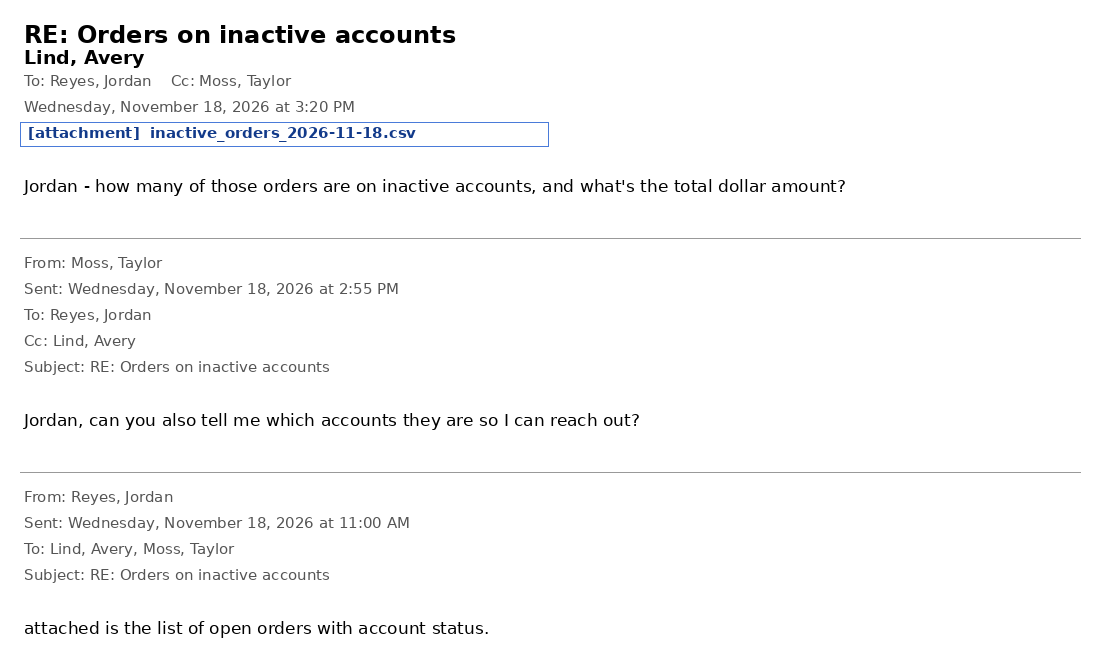 RE: Orders on inactive accounts
Lind, Avery
To: Reyes, Jordan Cc: Moss, Taylor
Wednesday, November 18, 2026 at 3:20 PM
[attachment] inactive_orders_2026-11-18.csv
Jordan - how many of those orders are on inactive accounts, and what's the total dollar amount?
From: Moss, Taylor
Sent: Wednesday, November 18, 2026 at 2:55 PM
To: Reyes, Jordan
Cc: Lind, Avery
Subject: RE: Orders on inactive accounts
Jordan, can you also tell me which accounts they are so I can reach out?
From: Reyes, Jordan
Sent: Wednesday, November 18, 2026 at 11:00 AM
To: Lind, Avery, Moss, Taylor
Subject: RE: Orders on inactive accounts
attached is the list of open orders with account status.